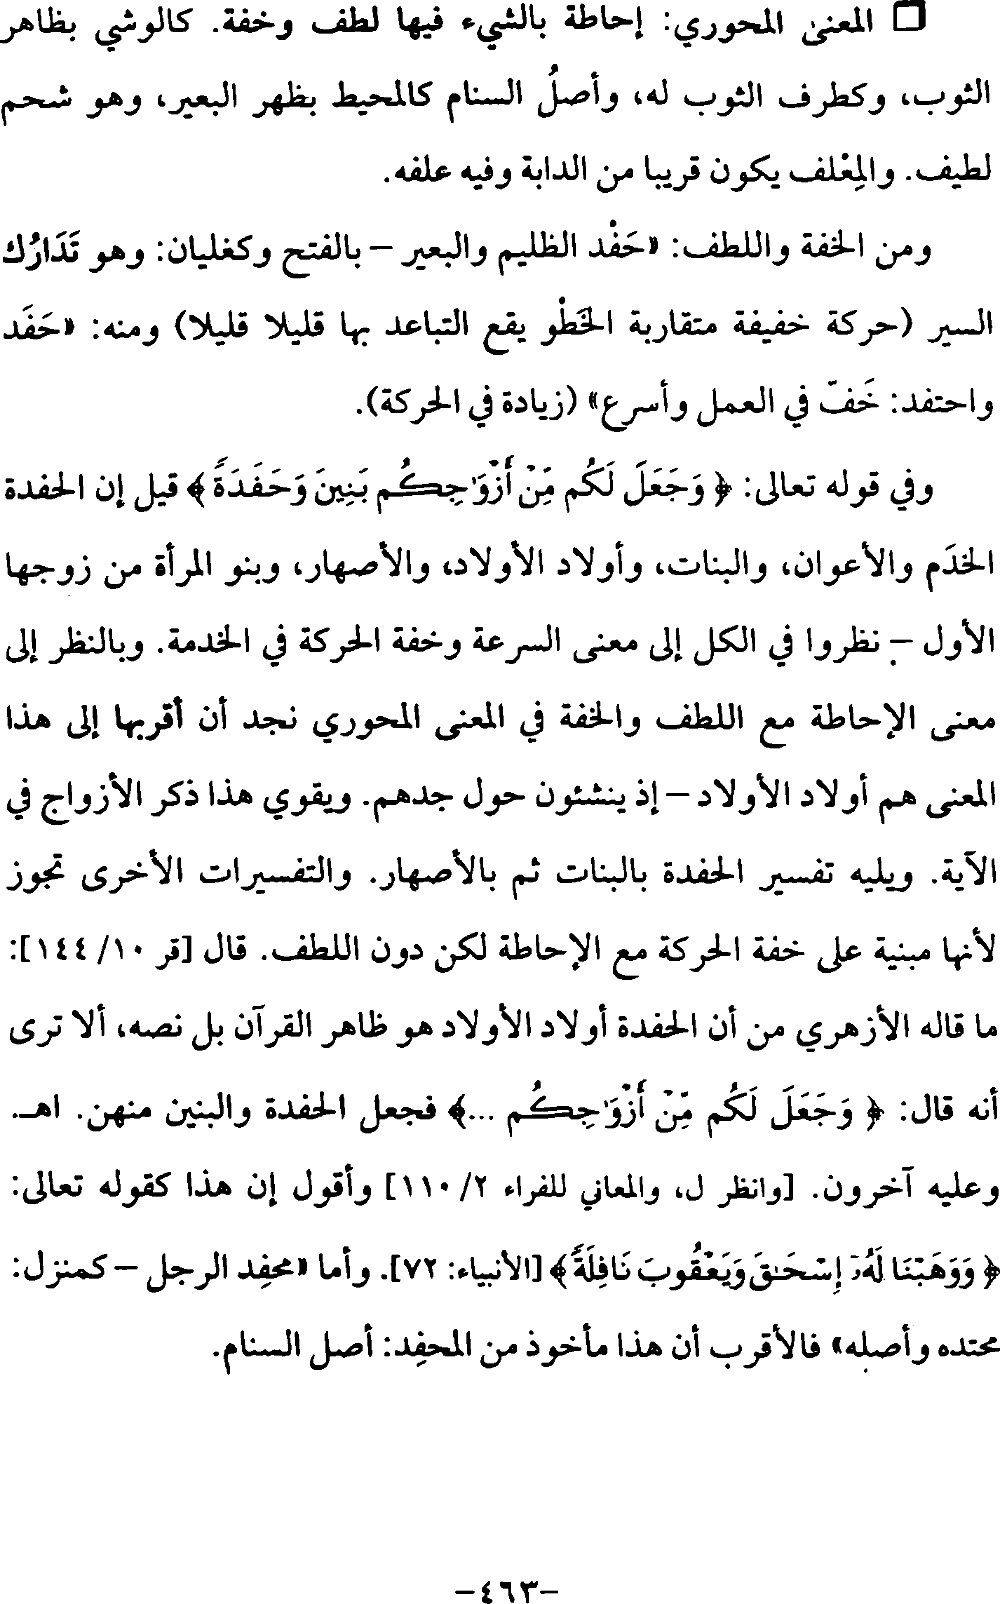 ❒ المعنىٰ المحوري: إحاطة بالشيء فيها لطف وخفة. كالوشي بظاهر
الثوب، وكطرف الثوب له، وأصلُ السنام كالمحيط بظهر البعير، وهو شحم
لطيف. والمِعْلف يكون قريبا من الدابة وفيه علفه.
ومن الخفة واللطف: «حَفْد الظليم والبعير – بالفتح وكغليان: وهو تَدَارُك
السير (حركة خفيفة متقاربة الخَطْو يقع التباعد بها قليلا قليلا) ومنه: «حَفَد
واحتفد: خَفّ في العمل وأسرع» (زيادة في الحركة).
وفي قوله تعالى: ﴿ وَجَعَلَ لَكُم مِّنْ أَزْوَٰجِكُم بَنِينَ وَحَفَدَةً ﴾ قيل إن الحفدة
الخدَم والأعوان، والبنات، وأولاد الأولاد، والأصهار، وبنو المرأة من زوجها
الأول – نظروا في الكل إلى معنى السرعة وخفة الحركة في الخدمة. وبالنظر إلى
معنى الإحاطة مع اللطف والخفة في المعنى المحوري نجد أن أقربها إلى هذا
المعنى هم أولاد الأولاد – إذ ينشئون حول جدهم. ويقوي هذا ذكر الأزواج في
الآية. ويليه تفسير الحفدة بالبنات ثم بالأصهار. والتفسيرات الأخرى تجوز
لأنها مبنية على خفة الحركة مع الإحاطة لكن دون اللطف. قال [قر ١٠/ ١٤٤]:
ما قاله الأزهري من أن الحفدة أولاد الأولاد هو ظاهر القرآن بل نصه، ألا ترى
أنه قال: ﴿ وَجَعَلَ لَكُم مِّنْ أَزْوَٰجِكُم ...﴾ فجعل الحفدة والبنين منهن. اهـ.
وعليه آخرون. [وانظر ل، والمعاني للفراء ٢/ ١١٠] وأقول إن هذا كقوله تعالى:
﴿ وَوَهَبْنَا لَهُۥٓ إِسْحَـٰقَ وَيَعْقُوبَ نَافِلَةً ﴾ [الأنبياء: ٧٢]. وأما «محفِد الرجل – كمنزل:
محتده وأصله» فالأقرب أن هذا مأخوذ من المحفِد: أصل السنام.
-٤٦٣-